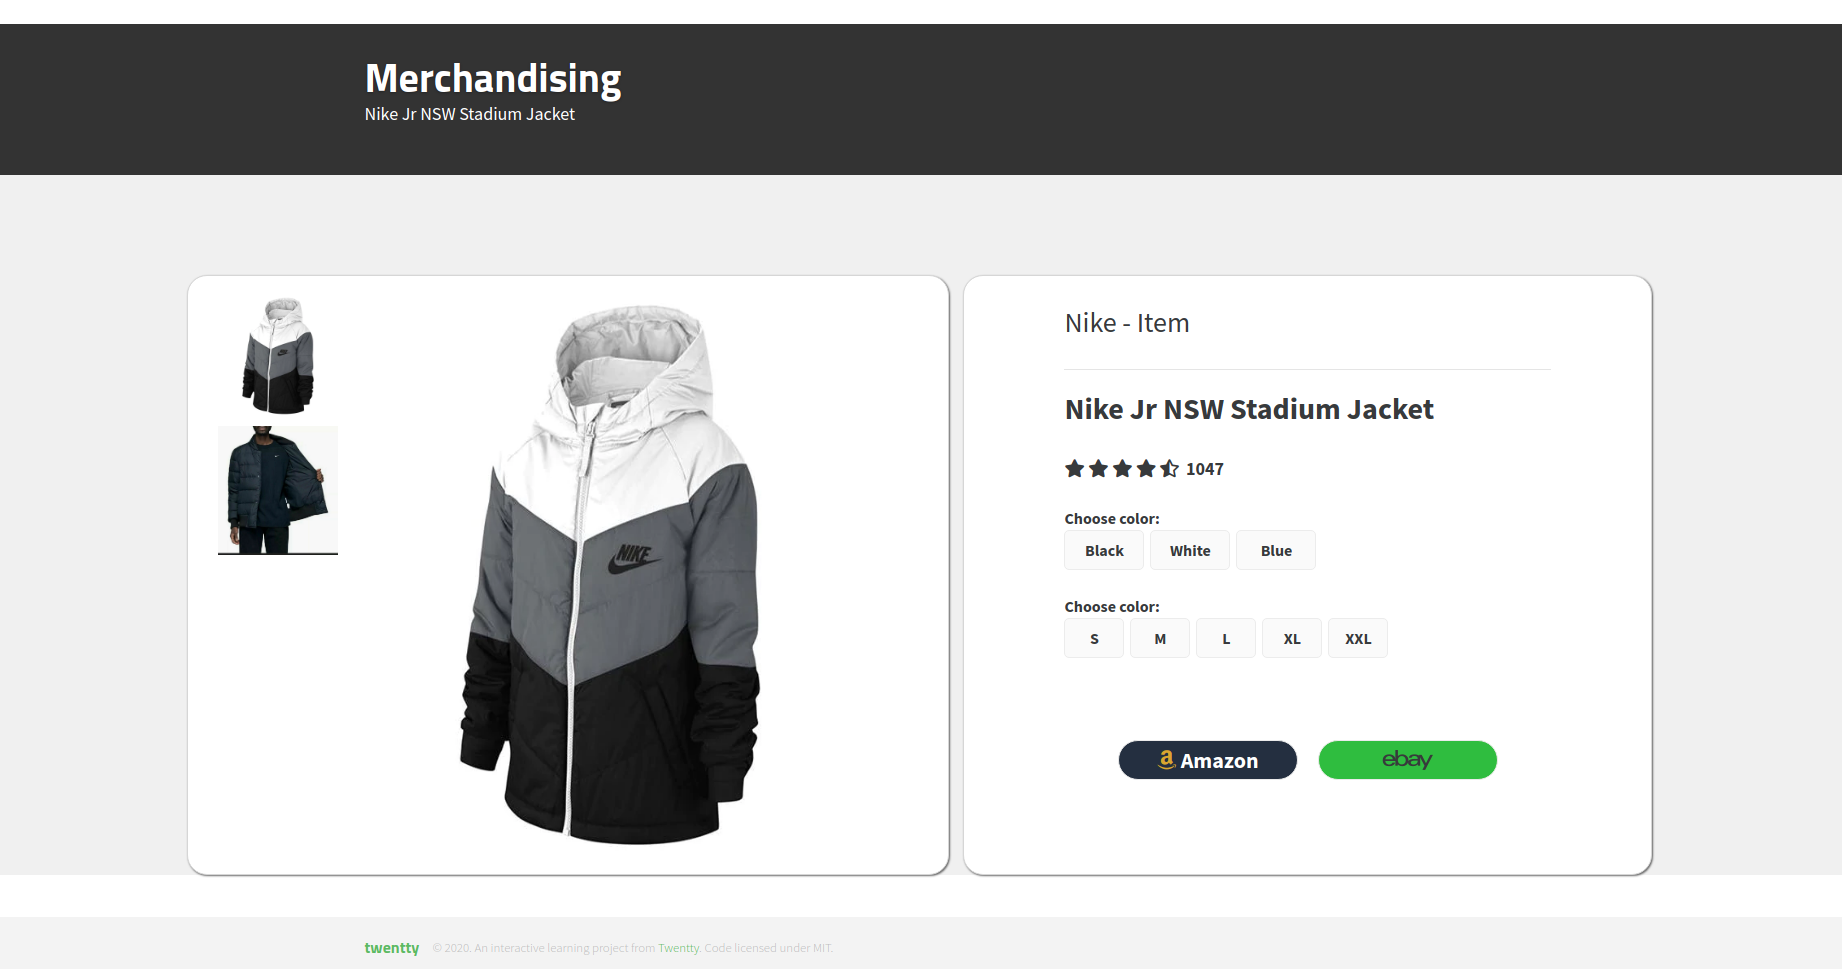 Merchandising
Nike Jr NSW Stadium Jacket
NIKE
Nike - Item
Nike Jr NSW Stadium Jacket
1047
Choose color:
Black White Blue
Choose color:
S M L XL XXL
a Amazon ebay
twentty © 2020. An interactive learning project from Twentty. Code licensed under MIT.